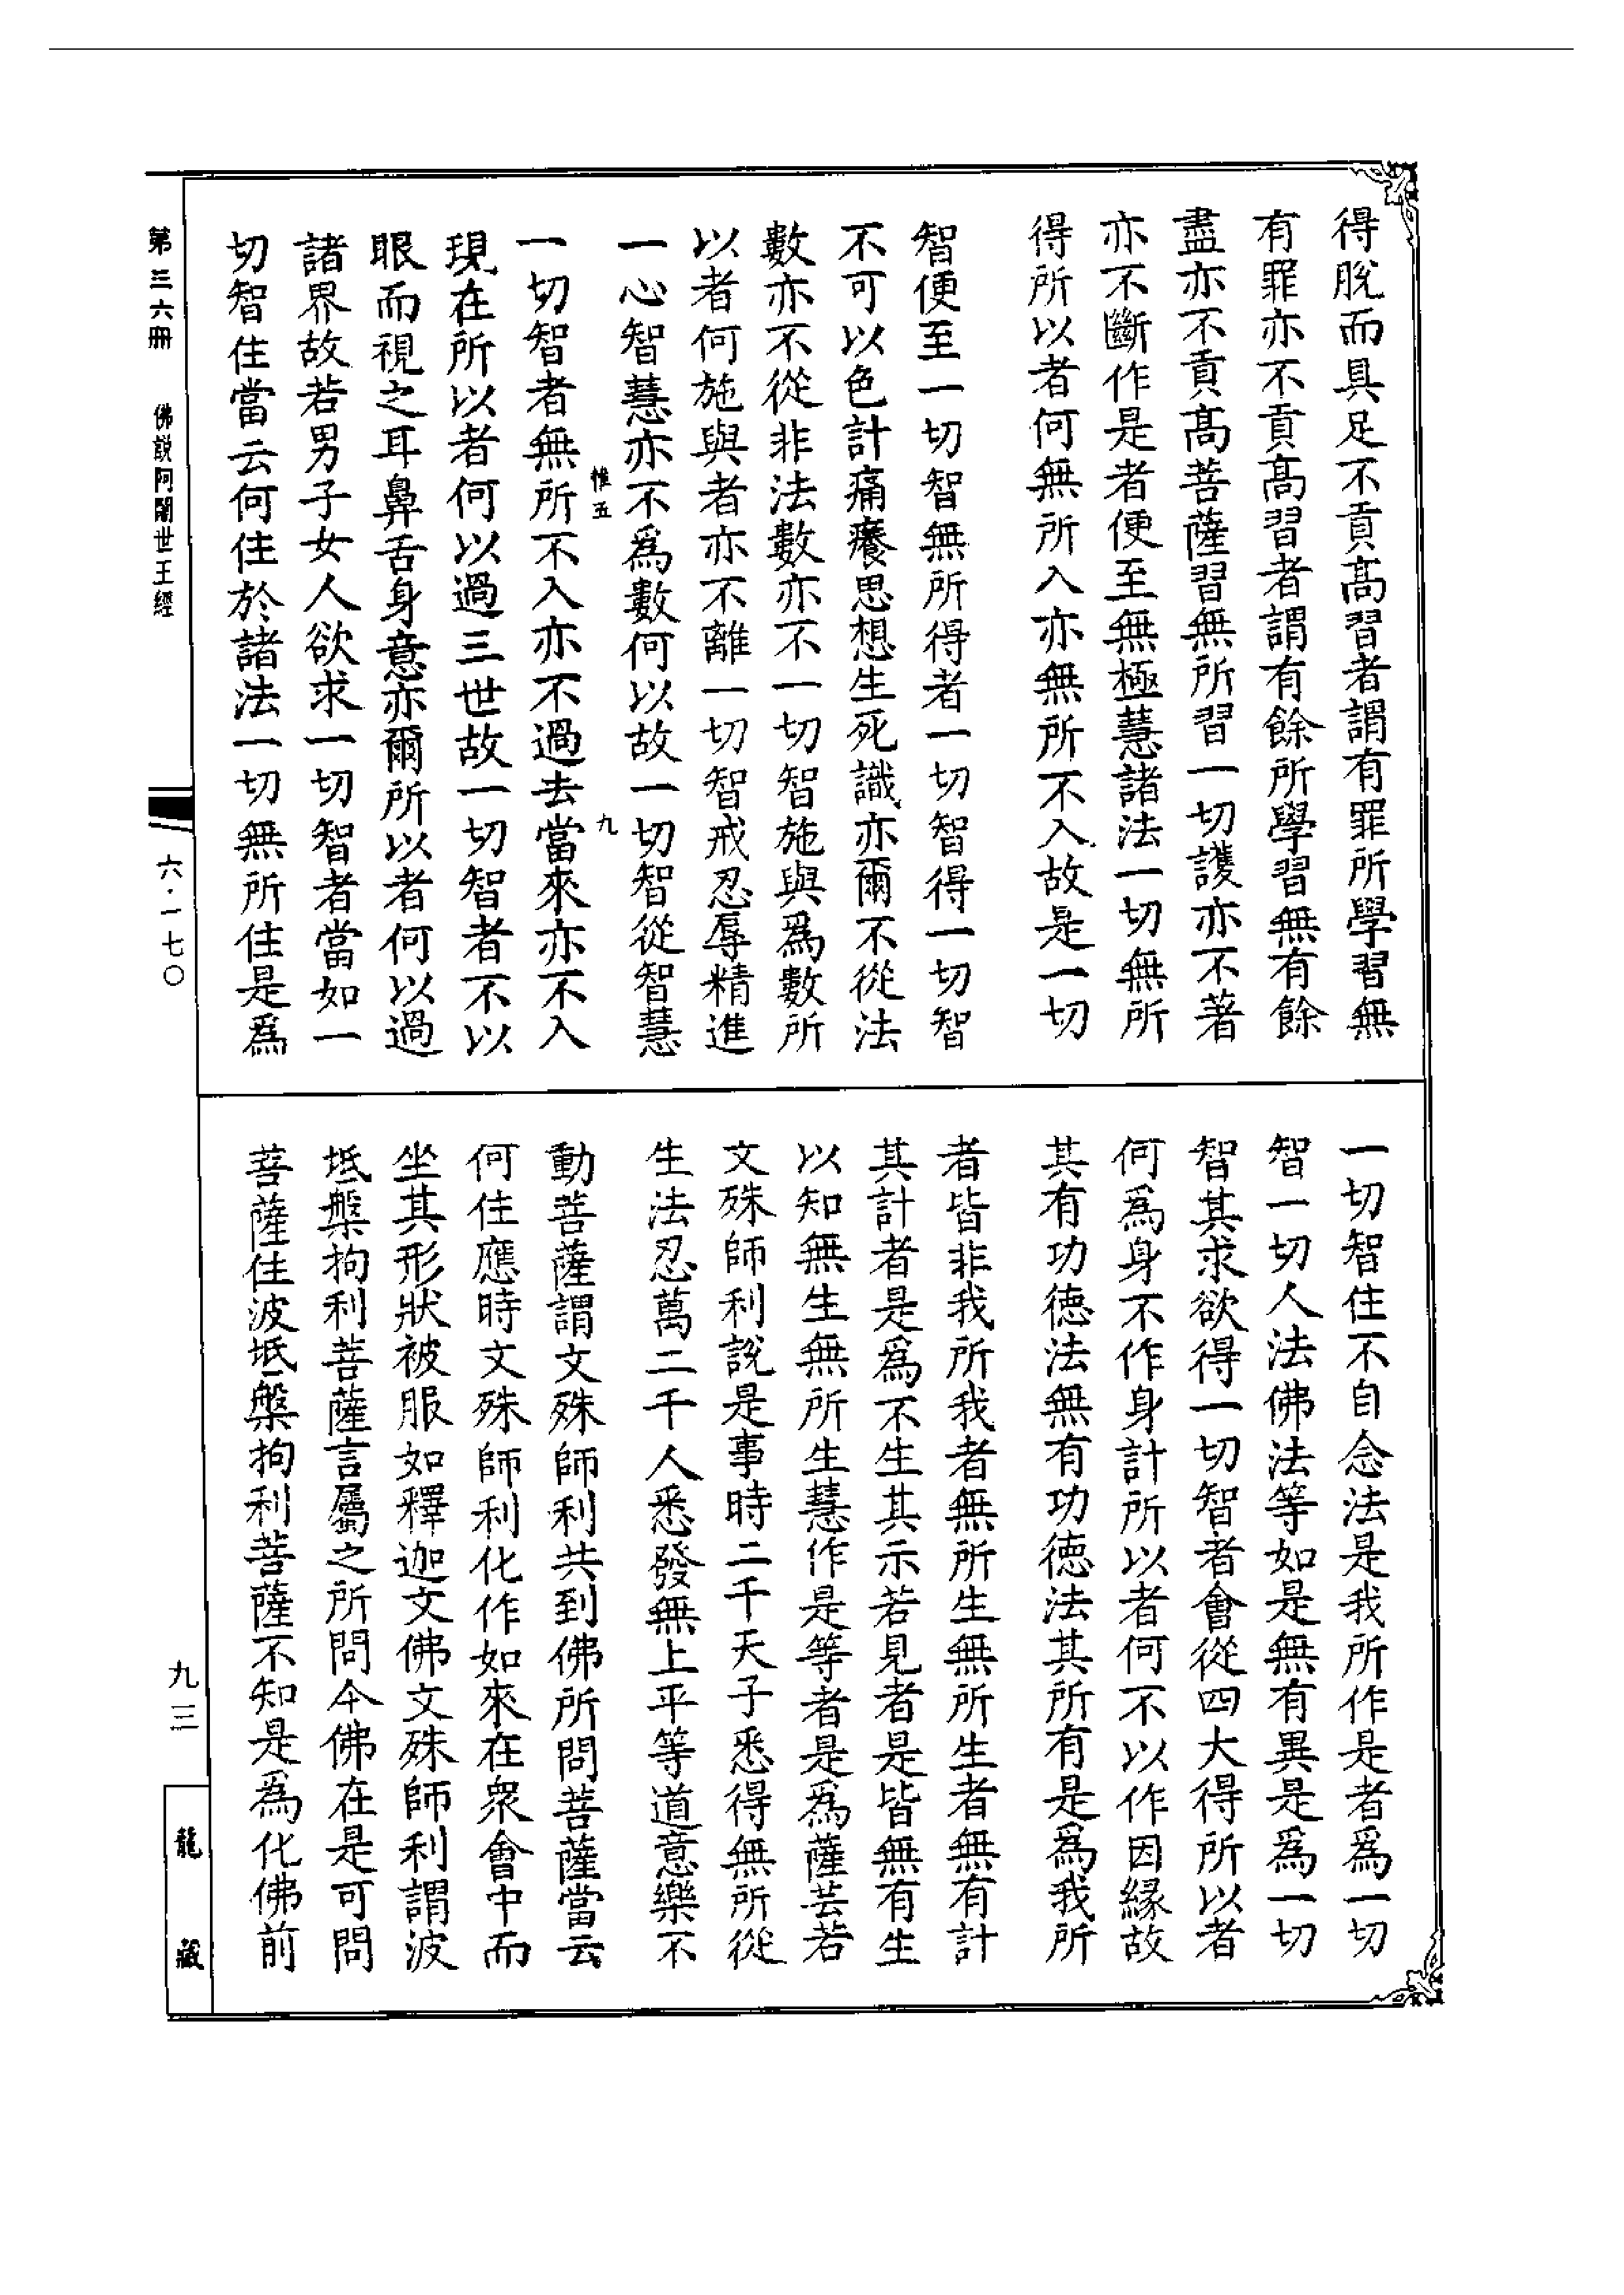 得脫而具足不貢高習者謂有罪所學習無
有罪亦不貢高習者謂有餘所學習無有餘
盡亦不貢高菩薩習無所習一切護亦不著
亦不斷作是者便至無極慧諸法一切無所
得所以者何無所入亦無所不入故是一切
智便至一切智無所得者一切智得一切智
不可以色計痛癢思想生死識亦爾不從法
數亦不從非法數亦不一切智施與為數所
以者何施與者亦不離一切智戒忍辱精進
一心智慧亦不為數何以故一切智從智慧
惟五
九
一切智者無所不入亦不過去當來亦不入
現在所以者何以過三世故一切智者不以
眼而視之耳鼻舌身意亦爾所以者何以過
諸界故若男子女人欲求一切智者當如一
切智住當云何住於諸法一切無所住是為
一切智住不自念法是我所作是者為一切
智一切人法佛法等如是無有異是為一切
智其求欲得一切智者會從四大得所以者
何為身不作身計所以者何不以作因緣故
其有功德法無有功德法其所有是為我所
者皆非我所我者無所生無所生者無有計
其計者是為不生其示若見者是皆無有生
以知無生無所生慧作是等者是為薩芸若
文殊師利說是事時二千天子悉得無所從
生法忍萬二千人悉發無上平等道意樂不
動菩薩謂文殊師利共到佛所問菩薩當云
何住應時文殊師利化作如來在眾會中而
坐其形狀被服如釋迦文佛文殊師利謂波
坻槃拘利菩薩言屬之所問今佛在是可問
菩薩住波坻槃拘利菩薩不知是為化佛前
第三六冊
佛說阿闍世王經
六·一七〇
九三
龍藏